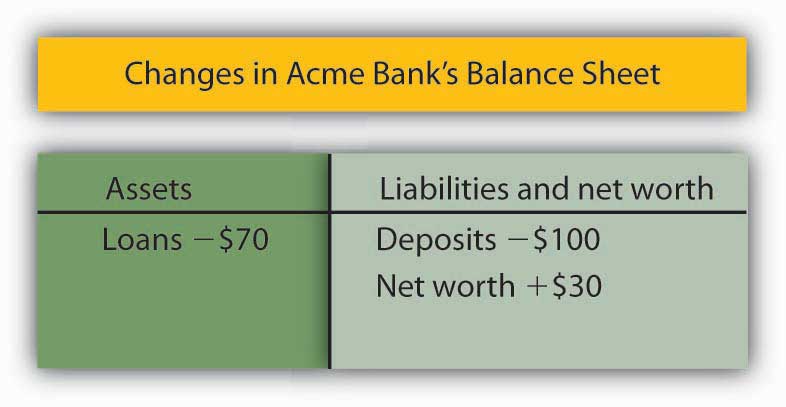 Changes in Acme Bank's Balance Sheet
Assets
Liabilities and net worth
Loans −$70
Deposits −$100
Net worth +$30